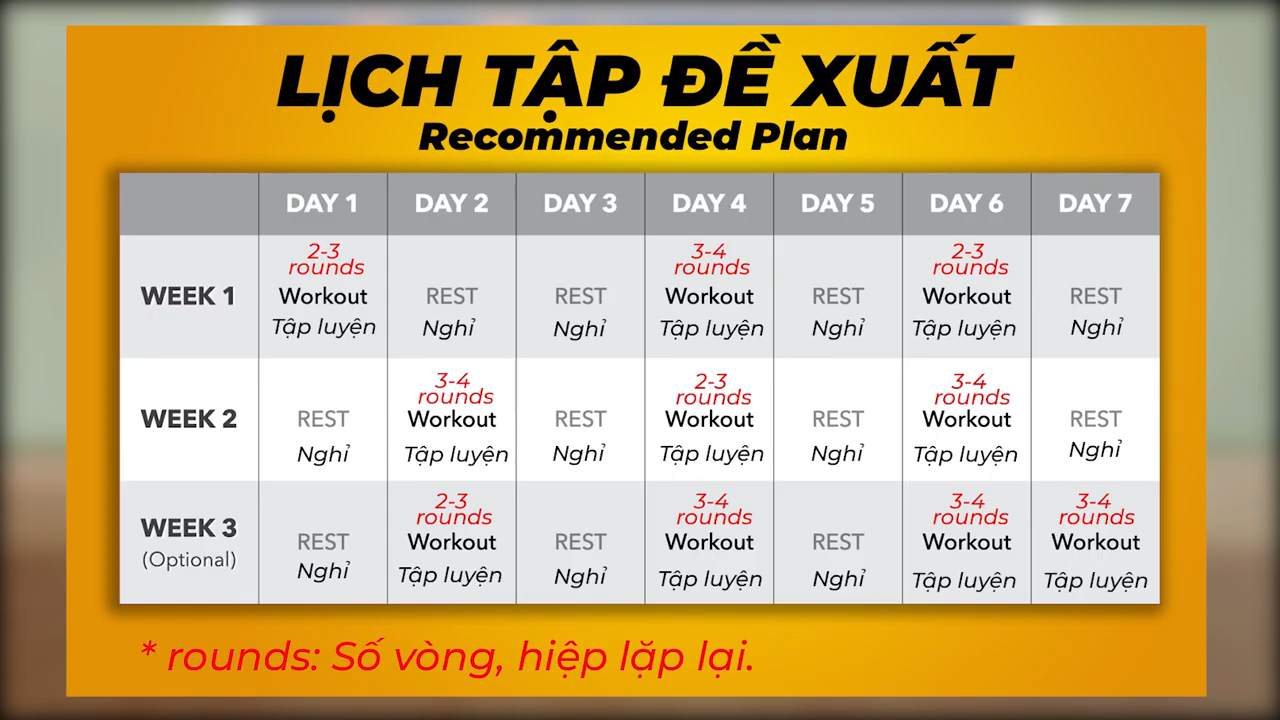 LỊCH TẬP ĐỀ XUẤT
Recommended Plan
DAY 1 DAY 2 DAY 3 DAY 4 DAY 5 DAY 6 DAY 7
WEEK 1
2-3
rounds
Workout
Tập luyện
REST
Nghỉ
REST
Nghỉ
3-4
rounds
Workout
Tập luyện
REST
Nghỉ
2-3
rounds
Workout
Tập luyện
REST
Nghỉ
WEEK 2
REST
Nghỉ
3-4
rounds
Workout
Tập luyện
REST
Nghỉ
2-3
rounds
Workout
Tập luyện
REST
Nghỉ
3-4
rounds
Workout
Tập luyện
REST
Nghỉ
WEEK 3
(Optional)
REST
Nghỉ
2-3
rounds
Workout
Tập luyện
REST
Nghỉ
3-4
rounds
Workout
Tập luyện
REST
Nghỉ
3-4
rounds
Workout
Tập luyện
3-4
rounds
Workout
Tập luyện
* rounds: Số vòng, hiệp lặp lại.